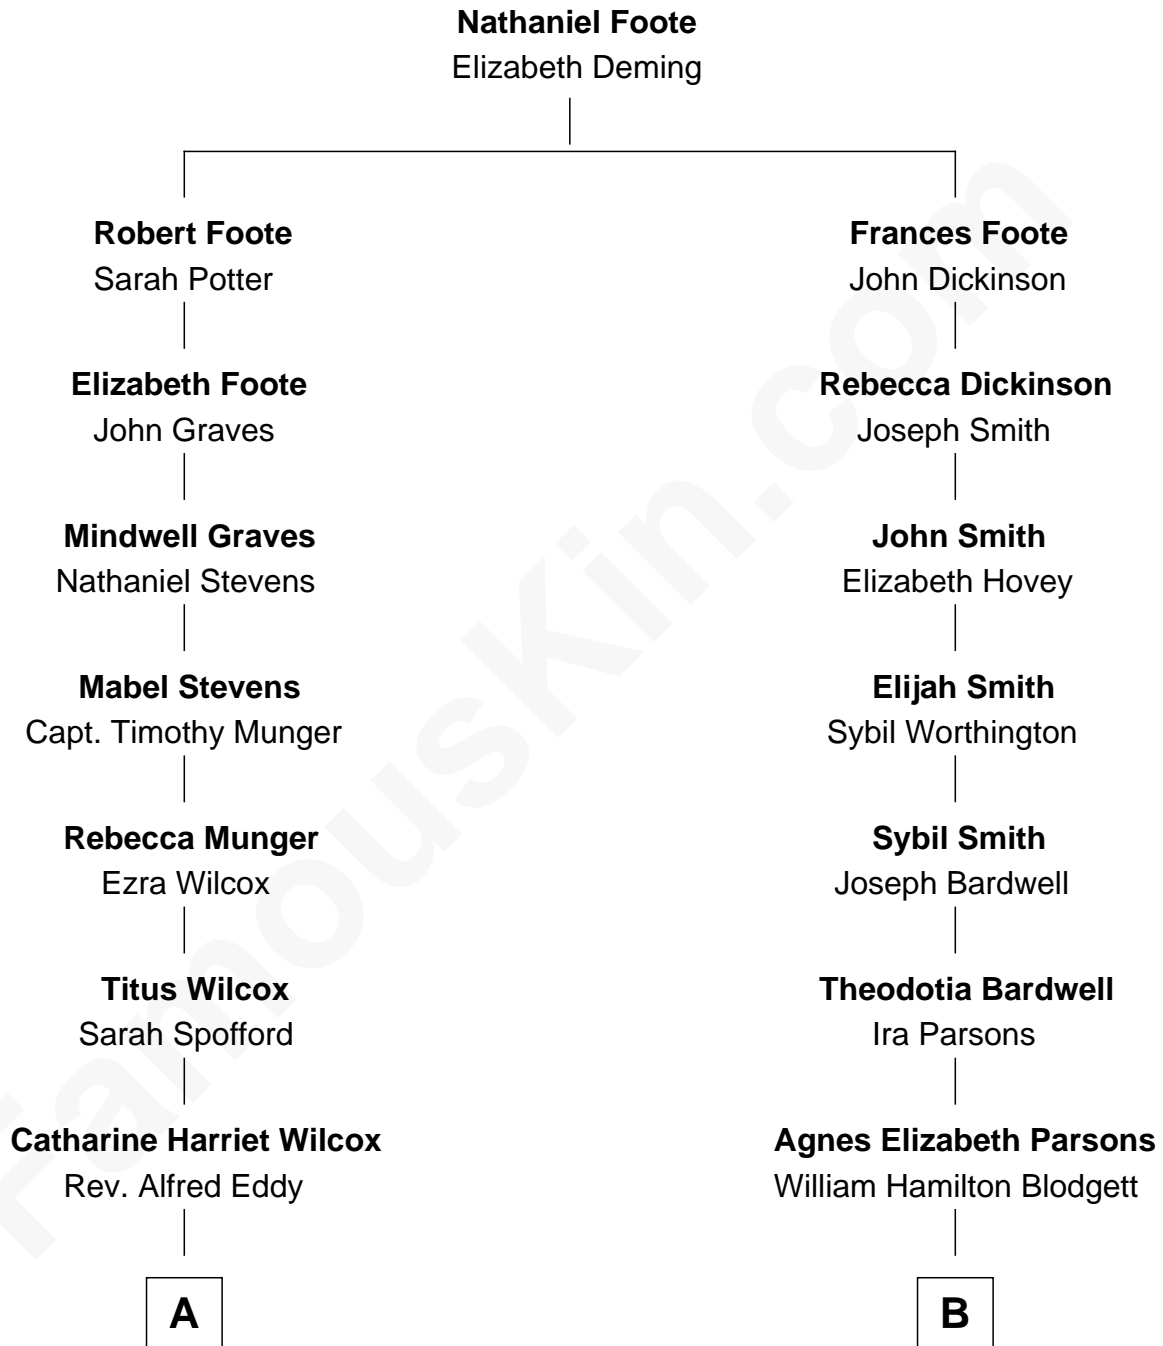 Nathaniel Foote
Elizabeth Deming
Robert Foote
Sarah Potter
Frances Foote
John Dickinson
Elizabeth Foote
John Graves
Rebecca Dickinson
Joseph Smith
Mindwell Graves
Nathaniel Stevens
John Smith
Elizabeth Hovey
Mabel Stevens
Capt. Timothy Munger
Elijah Smith
Sybil Worthington
Rebecca Munger
Ezra Wilcox
Sybil Smith
Joseph Bardwell
Titus Wilcox
Sarah Spofford
Theodotia Bardwell
Ira Parsons
Catharine Harriet Wilcox
Rev. Alfred Eddy
Agnes Elizabeth Parsons
William Hamilton Blodgett
A
B
FamousKin.com